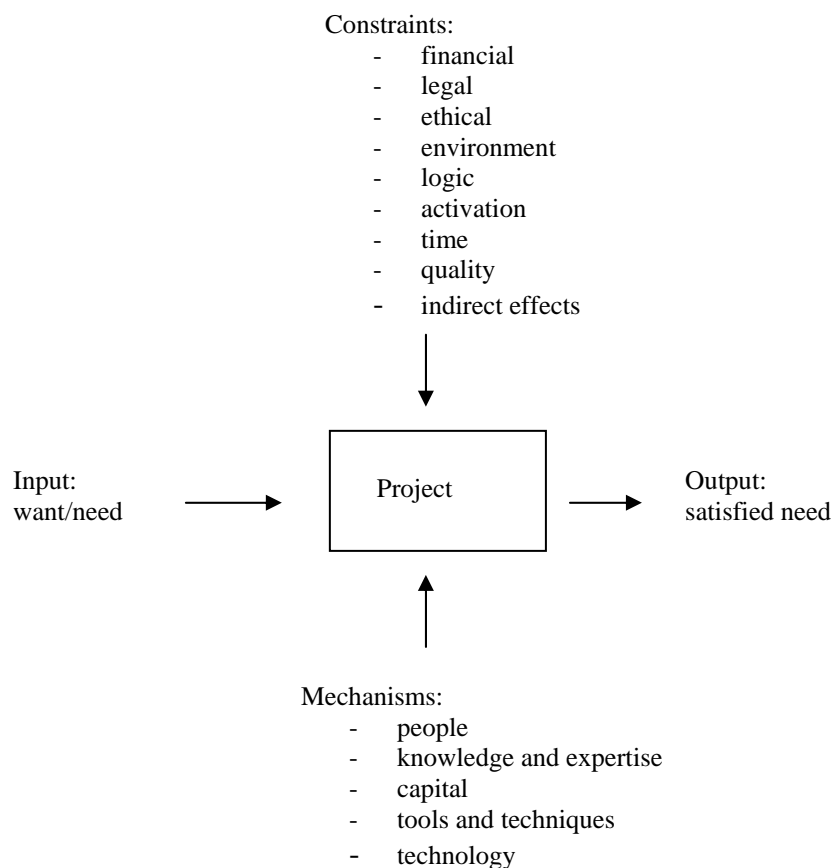 Constraints:
- financial
- legal
- ethical
- environment
- logic
- activation
- time
- quality
- indirect effects
Input:
want/need
Project
Output:
satisfied need
Mechanisms:
- people
- knowledge and expertise
- capital
- tools and techniques
- technology